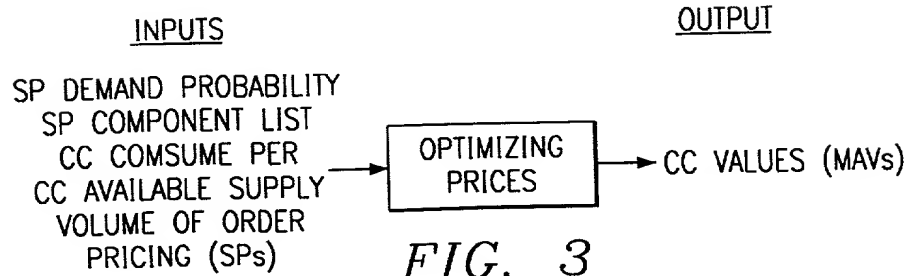 INPUTS
SP DEMAND PROBABILITY
SP COMPONENT LIST
CC COMSUME PER
CC AVAILABLE SUPPLY
VOLUME OF ORDER
PRICING (SPs)
OPTIMIZING
PRICES
OUTPUT
CC VALUES (MAVs)
FIG. 3